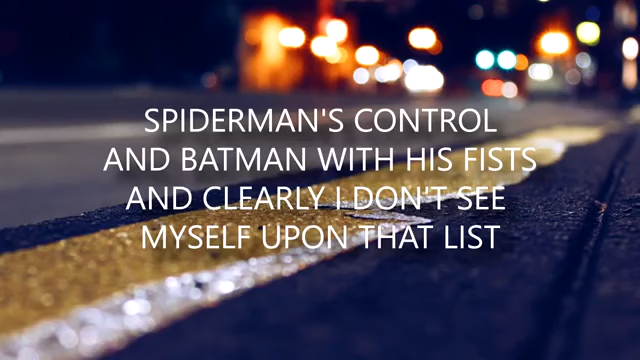 SPIDERMAN'S CONTROL
AND BATMAN WITH HIS FISTS
AND CLEARLY I DON'T SEE
MYSELF UPON THAT LIST